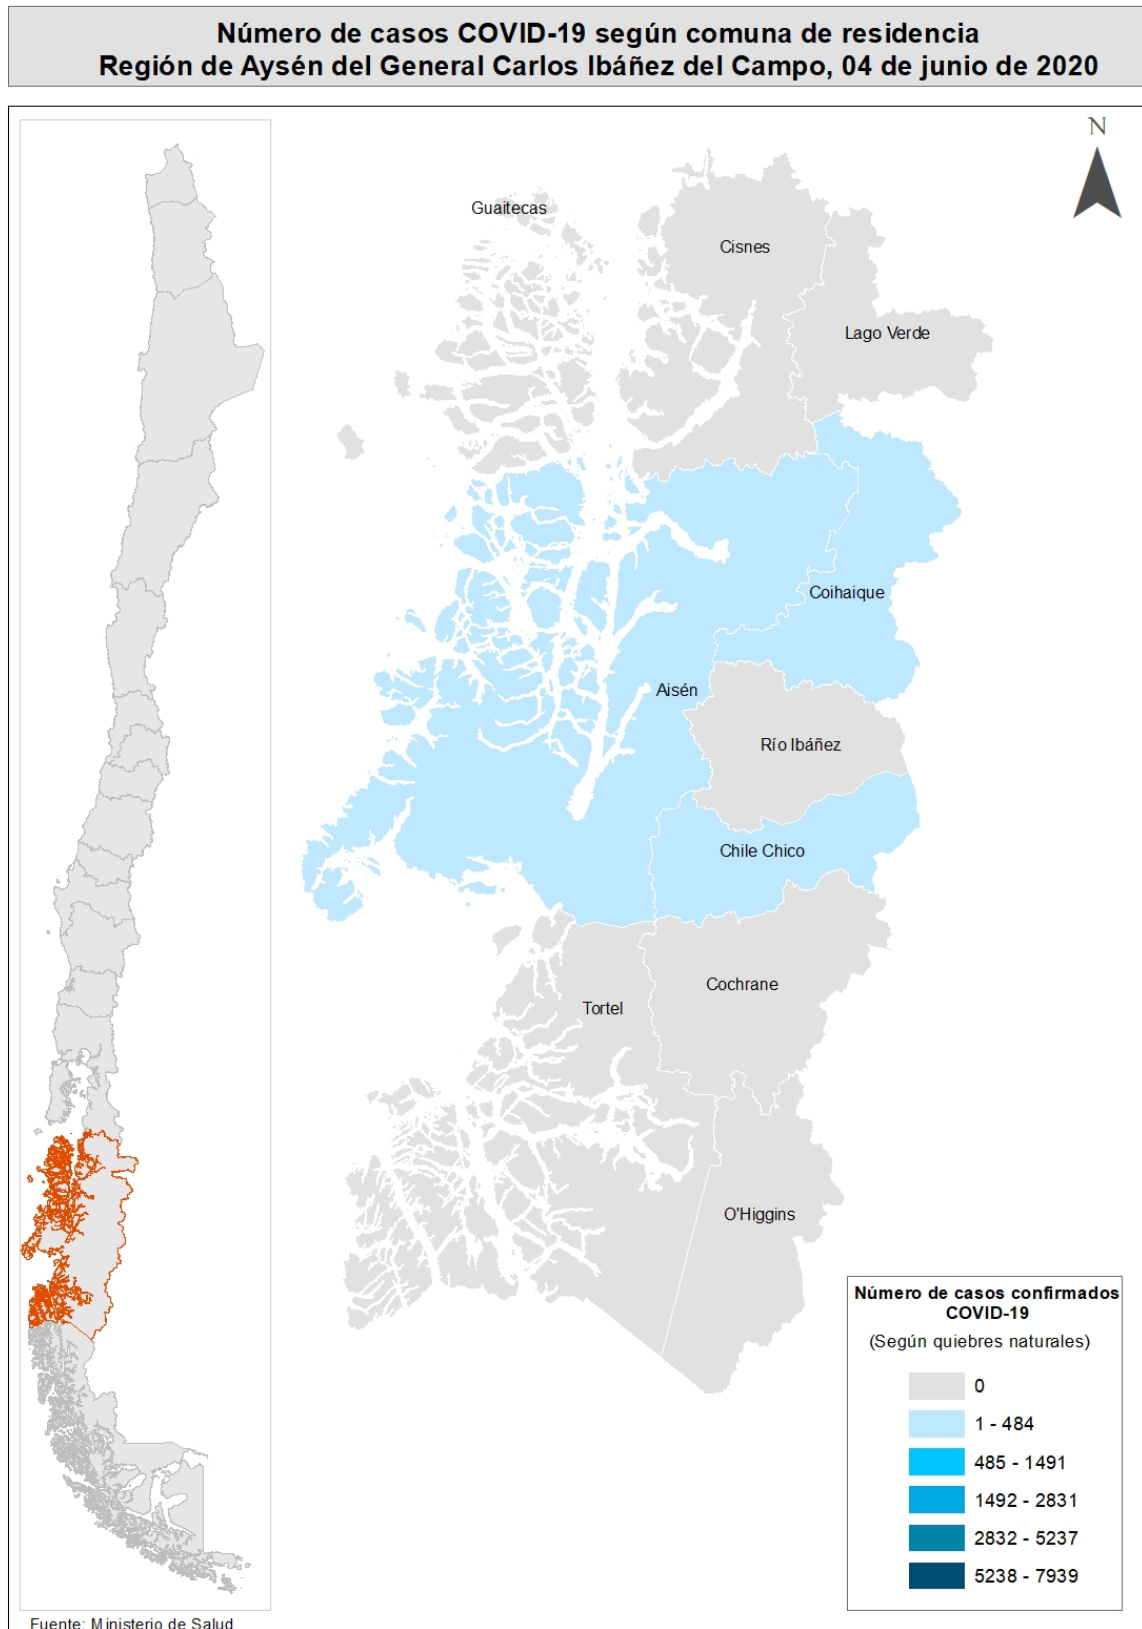 Número de casos COVID-19 según comuna de residencia
Región de Aysén del General Carlos Ibáñez del Campo, 04 de junio de 2020
N
Guaitecas
Cisnes
Lago Verde
Coihaique
Aisén
Río Ibáñez
Chile Chico
Cochrane
Tortel
O'Higgins
Número de casos confirmados
COVID-19
(Según quiebres naturales)
0
1 - 484
485 - 1491
1492 - 2831
2832 - 5237
5238 - 7939
Fuente: Ministerio de Salud